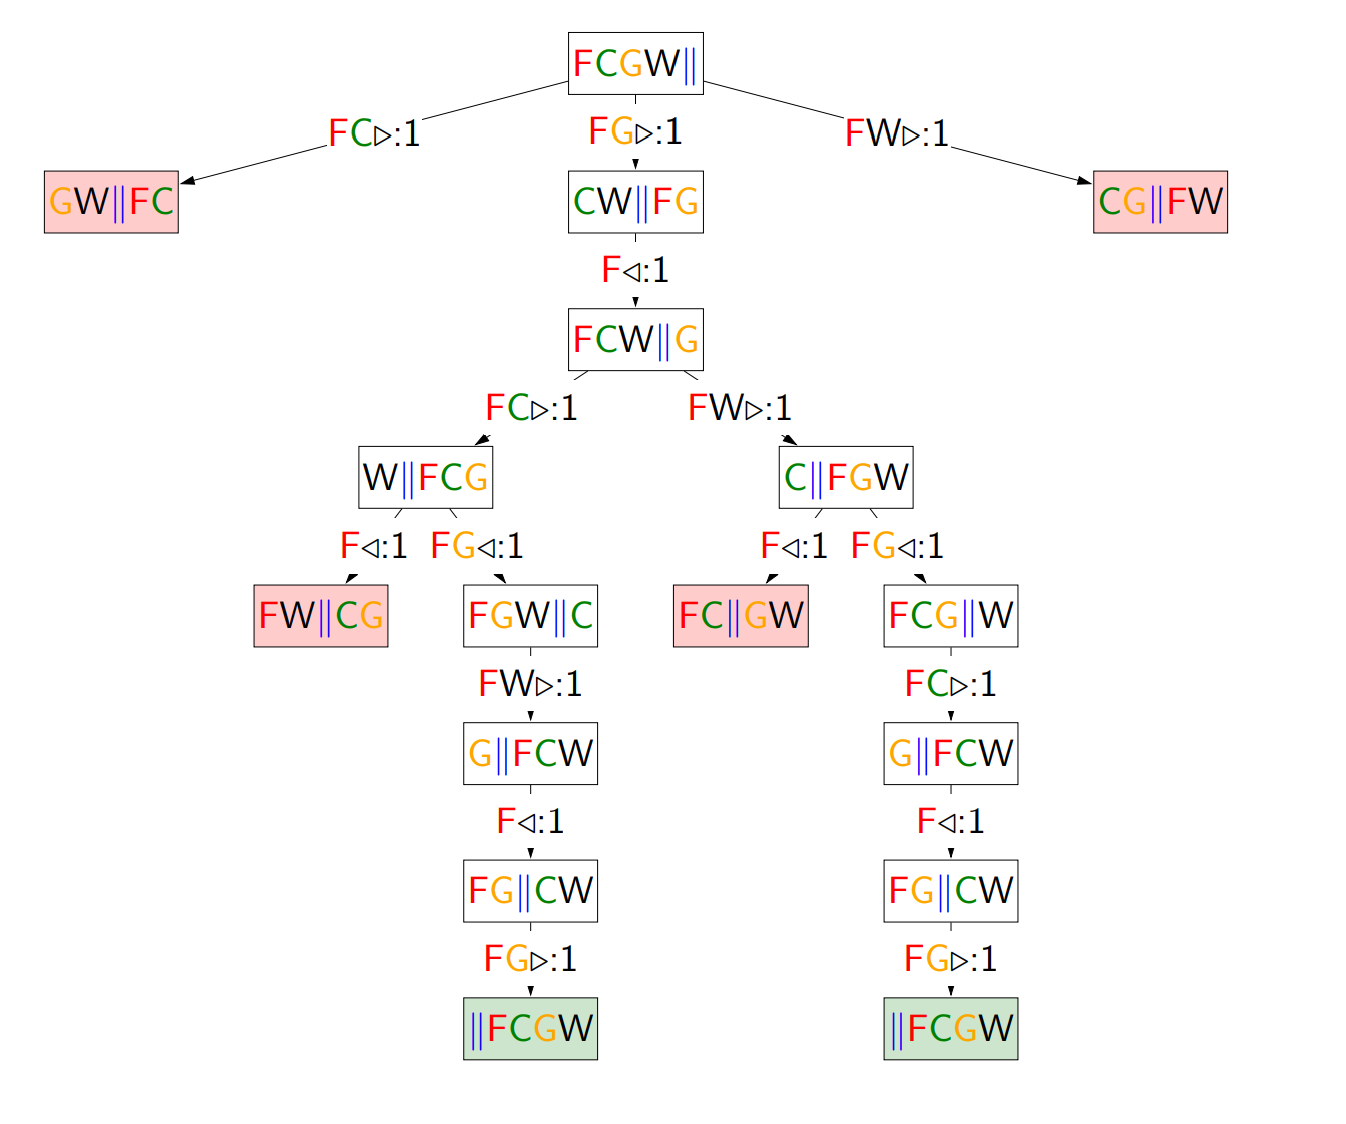 FCGW||
FC▷:1 FG▷:1 FW▷:1
GW||FC CW||FG CG||FW
F◁:1
FCW||G
FC▷:1 FW▷:1
W||FCG C||FGW
F◁:1 FG◁:1 F◁:1 FG◁:1
FW||CG FGW||C FC||GW FCG||W
FW▷:1 FC▷:1
G||FCW G||FCW
F◁:1 F◁:1
FG||CW FG||CW
FG▷:1 FG▷:1
||FCGW ||FCGW